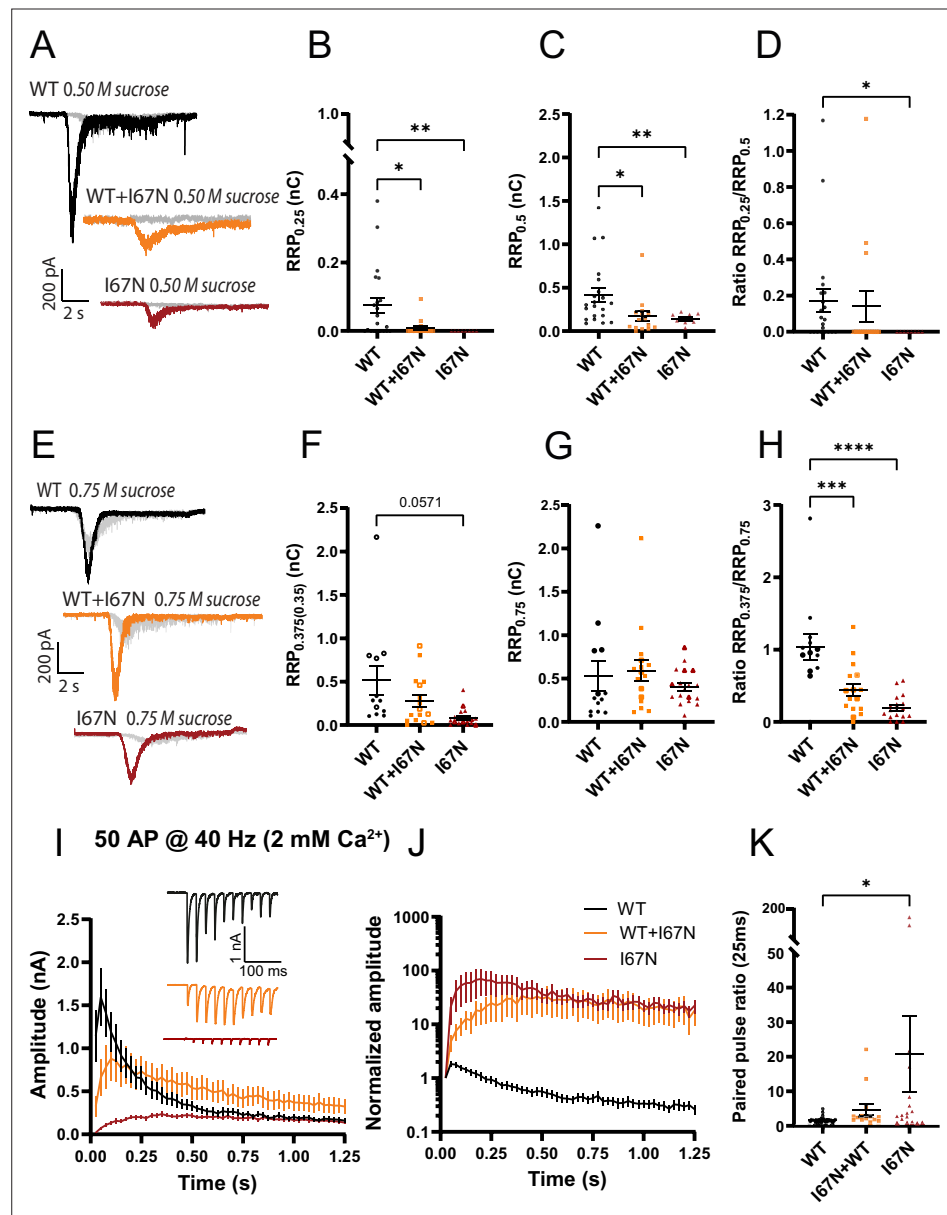 A
WT 0.50 M sucrose
WT+I67N 0.50 M sucrose
I67N 0.50 M sucrose
200 pA
2 s
B
RRP0.25 (nC)
1.0
0.4
0.2
0.0
**
*
WT
WT+I67N
I67N
C
RRP0.5 (nC)
2.5
2.0
1.5
1.0
0.5
0.0
**
*
WT
WT+I67N
I67N
D
Ratio RRP0.25/RRP0.5
1.2
1.0
0.8
0.6
0.4
0.2
0.0
*
WT
WT+I67N
I67N
E
WT 0.75 M sucrose
WT+I67N 0.75 M sucrose
I67N 0.75 M sucrose
200 pA
2 s
F
RRP0.375(0.35) (nC)
2.5
2.0
1.5
1.0
0.5
0.0
0.0571
WT
WT+I67N
I67N
G
RRP0.75 (nC)
2.5
2.0
1.5
1.0
0.5
0.0
WT
WT+I67N
I67N
H
Ratio RRP0.375/RRP0.75
3
2
1
0
****
***
WT
WT+I67N
I67N
I
50 AP @ 40 Hz (2 mM Ca2+)
Amplitude (nA)
2.5
2.0
1.5
1.0
0.5
0.0
1 nA
100 ms
0.00
0.25
0.50
0.75
1.00
1.25
Time (s)
J
Normalized amplitude
1000
100
10
1
0.1
WT
WT+I67N
I67N
0.00
0.25
0.50
0.75
1.00
1.25
Time (s)
K
Paired pulse ratio (25ms)
200
50
40
30
20
10
0
*
WT
I67N+WT
I67N